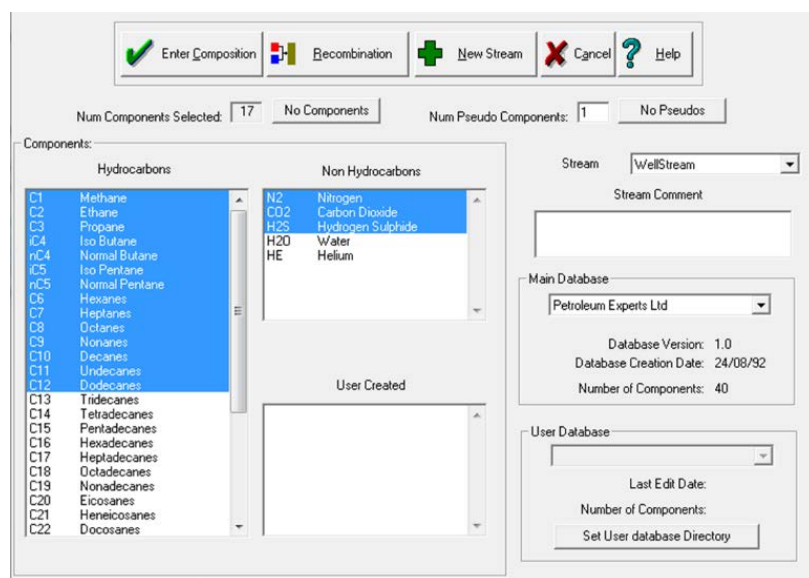 Enter Composition Recombination New Stream Cancel Help
Num Components Selected: 17 No Components Num Pseudo Components: 1 No Pseudos
Components:
Hydrocarbons
C1 Methane
C2 Ethane
C3 Propane
iC4 Iso Butane
nC4 Normal Butane
iC5 Iso Pentane
nC5 Normal Pentane
C6 Hexanes
C7 Heptanes
C8 Octanes
C9 Nonanes
C10 Decanes
C11 Undecanes
C12 Dodecanes
C13 Tridecanes
C14 Tetradecanes
C15 Pentadecanes
C16 Hexadecanes
C17 Heptadecanes
C18 Octadecanes
C19 Nonadecanes
C20 Eicosanes
C21 Heneicosanes
C22 Docosanes
Non Hydrocarbons
N2 Nitrogen
CO2 Carbon Dioxide
H2S Hydrogen Sulphide
H2O Water
HE Helium
User Created
Stream WellStream
Stream Comment
Main Database
Petroleum Experts Ltd
Database Version: 1.0
Database Creation Date: 24/08/92
Number of Components: 40
User Database
Last Edit Date:
Number of Components:
Set User database Directory